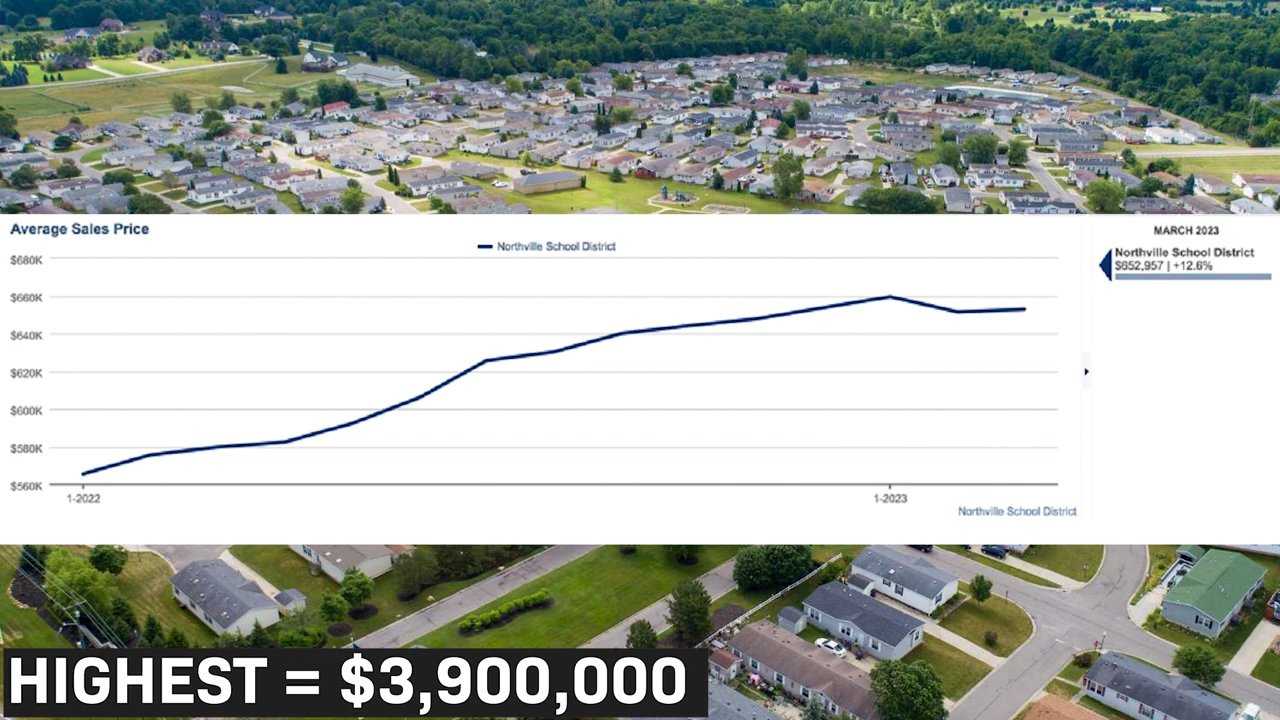 Average Sales Price
Northville School District
MARCH 2023
Northville School District
$652,957 | +12.6%
$680K
$660K
$640K
$620K
$600K
$580K
$560K
1-2022
1-2023
Northville School District
HIGHEST = $3,900,000